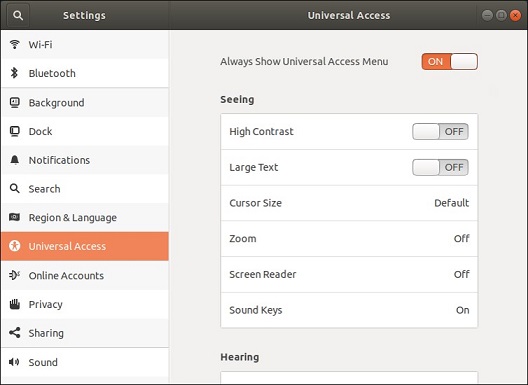 Settings
Universal Access
Wi-Fi
Bluetooth
Background
Dock
Notifications
Search
Region & Language
Universal Access
Online Accounts
Privacy
Sharing
Sound
Always Show Universal Access Menu ON
Seeing
High Contrast OFF
Large Text OFF
Cursor Size Default
Zoom Off
Screen Reader Off
Sound Keys On
Hearing